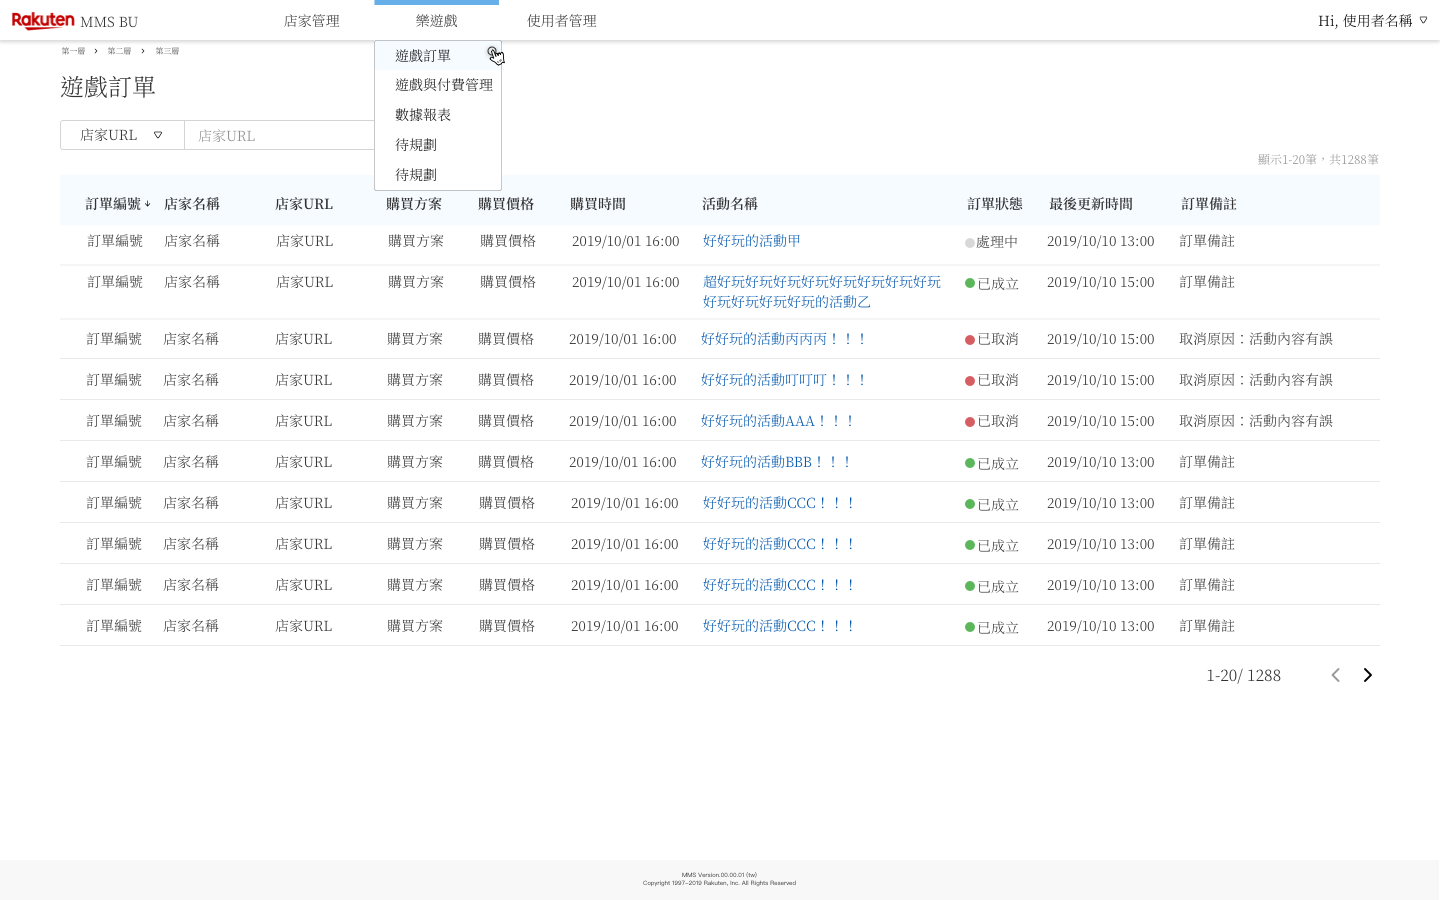 Rakuten MMS BU 店家管理 樂遊戲 使用者管理 Hi, 使用者名稱
第一層 › 第二層 › 第三層
遊戲訂單
遊戲與付費管理
數據報表
待規劃
待規劃
遊戲訂單
店家URL 店家URL
顯示1-20筆，共1288筆
訂單編號↓ 店家名稱 店家URL 購買方案 購買價格 購買時間 活動名稱 訂單狀態 最後更新時間 訂單備註
訂單編號 店家名稱 店家URL 購買方案 購買價格 2019/10/01 16:00 好好玩的活動甲 處理中 2019/10/10 13:00 訂單備註
訂單編號 店家名稱 店家URL 購買方案 購買價格 2019/10/01 16:00 超好玩好玩好玩好玩好玩好玩好玩好玩 已成立 2019/10/10 15:00 訂單備註
好玩好玩好玩好玩的活動乙
訂單編號 店家名稱 店家URL 購買方案 購買價格 2019/10/01 16:00 好好玩的活動丙丙丙！！！ 已取消 2019/10/10 15:00 取消原因：活動內容有誤
訂單編號 店家名稱 店家URL 購買方案 購買價格 2019/10/01 16:00 好好玩的活動叮叮叮！！！ 已取消 2019/10/10 15:00 取消原因：活動內容有誤
訂單編號 店家名稱 店家URL 購買方案 購買價格 2019/10/01 16:00 好好玩的活動AAA！！！ 已取消 2019/10/10 15:00 取消原因：活動內容有誤
訂單編號 店家名稱 店家URL 購買方案 購買價格 2019/10/01 16:00 好好玩的活動BBB！！！ 已成立 2019/10/10 13:00 訂單備註
訂單編號 店家名稱 店家URL 購買方案 購買價格 2019/10/01 16:00 好好玩的活動CCC！！！ 已成立 2019/10/10 13:00 訂單備註
訂單編號 店家名稱 店家URL 購買方案 購買價格 2019/10/01 16:00 好好玩的活動CCC！！！ 已成立 2019/10/10 13:00 訂單備註
訂單編號 店家名稱 店家URL 購買方案 購買價格 2019/10/01 16:00 好好玩的活動CCC！！！ 已成立 2019/10/10 13:00 訂單備註
訂單編號 店家名稱 店家URL 購買方案 購買價格 2019/10/01 16:00 好好玩的活動CCC！！！ 已成立 2019/10/10 13:00 訂單備註
1-20/ 1288
MMS Version.00.00.01 (tw)
Copyright 1997-2019 Rakuten, Inc. All Rights Reserved